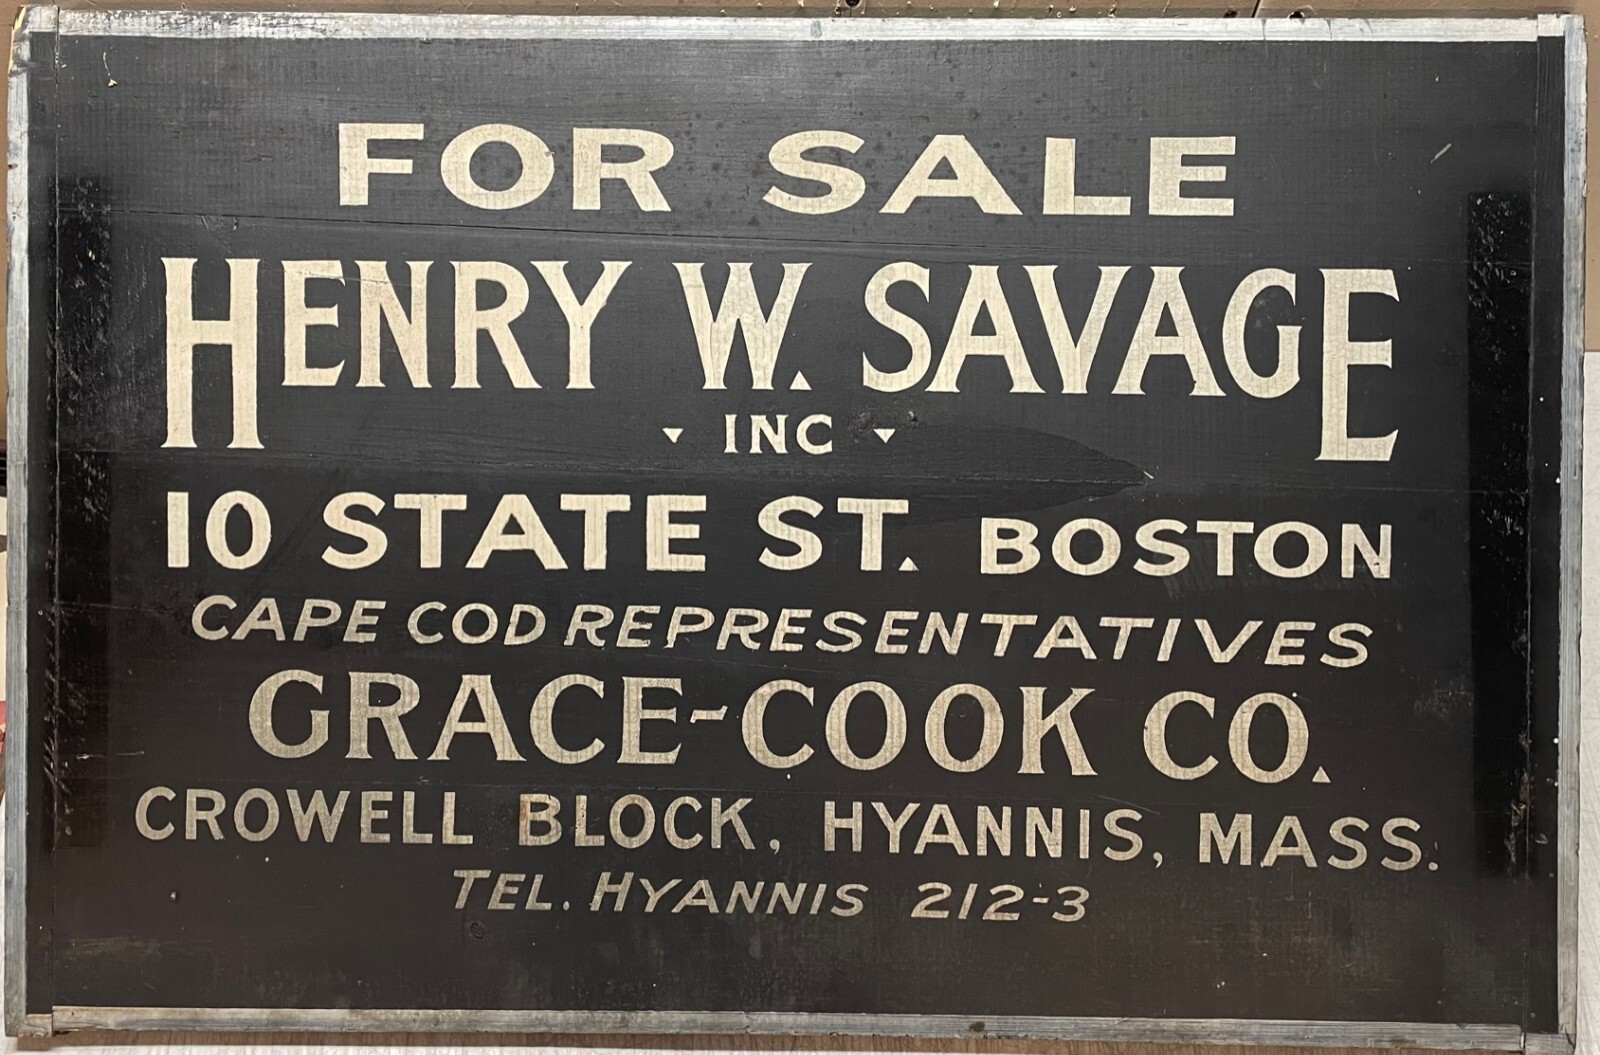 FOR SALE
HENRY W. SAVAGE
INC
10 STATE ST. BOSTON
CAPE COD REPRESENTATIVES
GRACE-COOK CO.
CROWELL BLOCK, HYANNIS, MASS.
TEL. HYANNIS 212-3